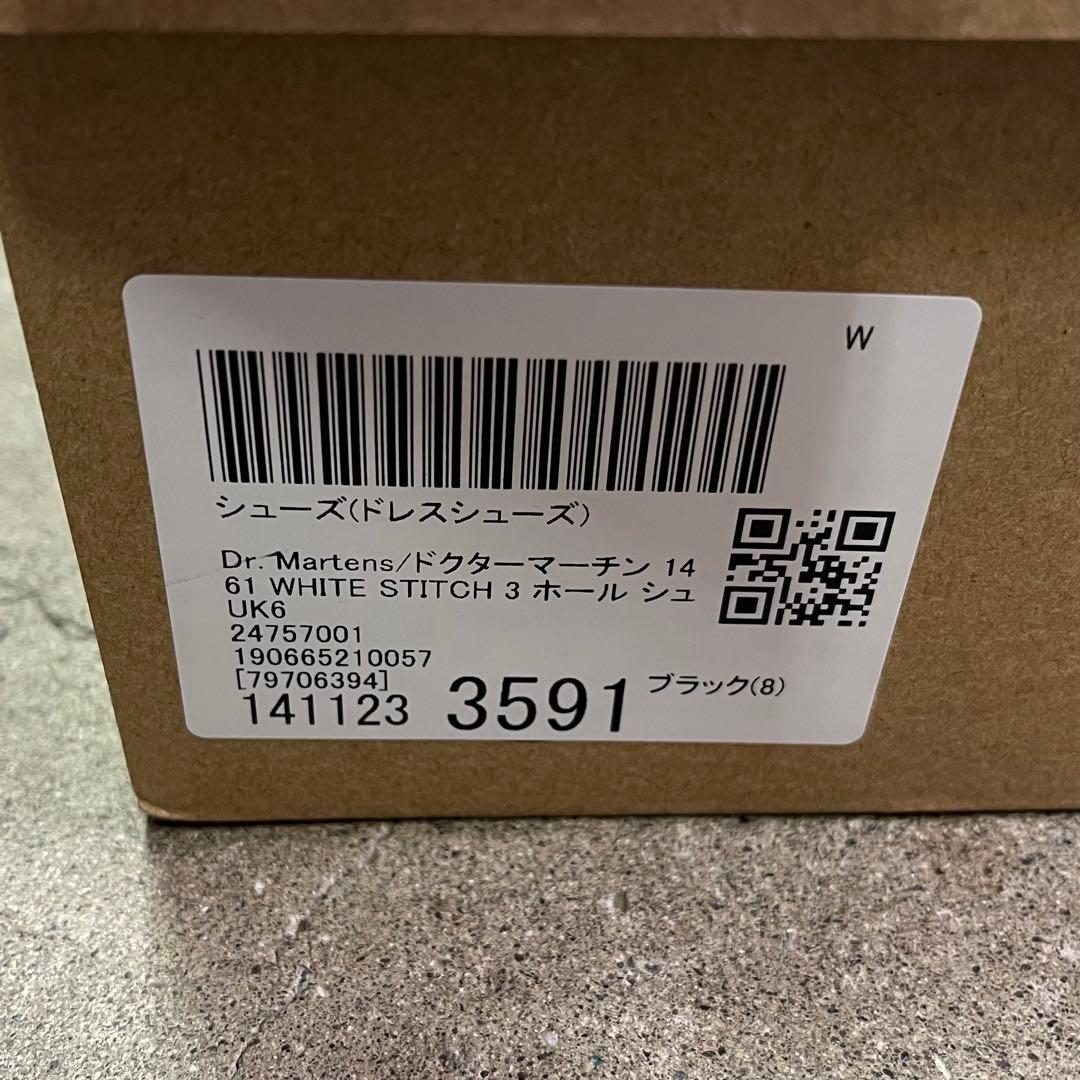 W
シューズ(ドレスシューズ)
Dr. Martens/ドクターマーチン 14
61 WHITE STITCH 3 ホール シュ
UK6
24757001
190665210057
[79706394]
141123 3591 ブラック(8)